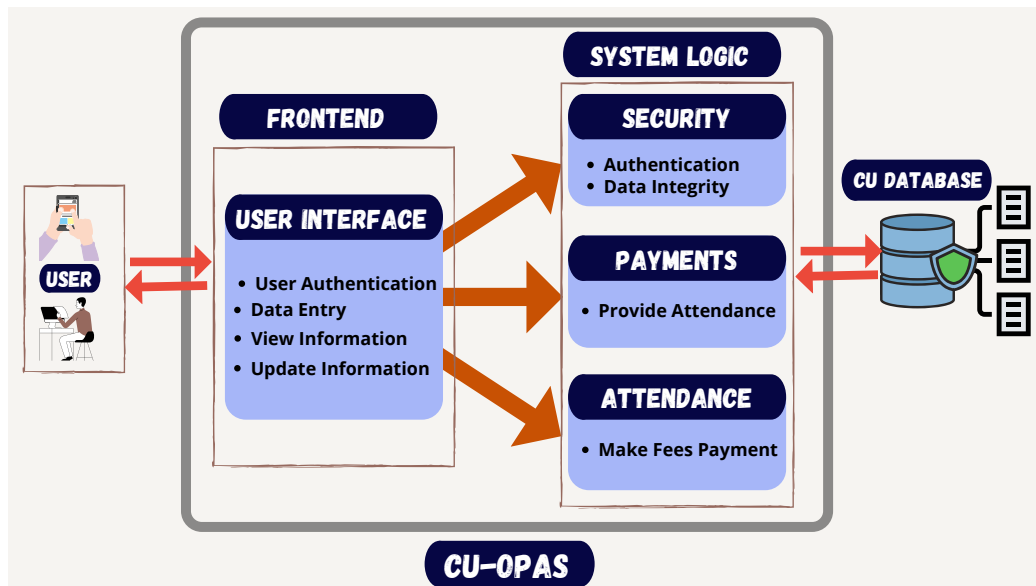 USER
FRONTEND
USER INTERFACE
• User Authentication
• Data Entry
• View Information
• Update Information
SYSTEM LOGIC
SECURITY
• Authentication
• Data Integrity
PAYMENTS
• Provide Attendance
ATTENDANCE
• Make Fees Payment
CU DATABASE
CU-OPAS